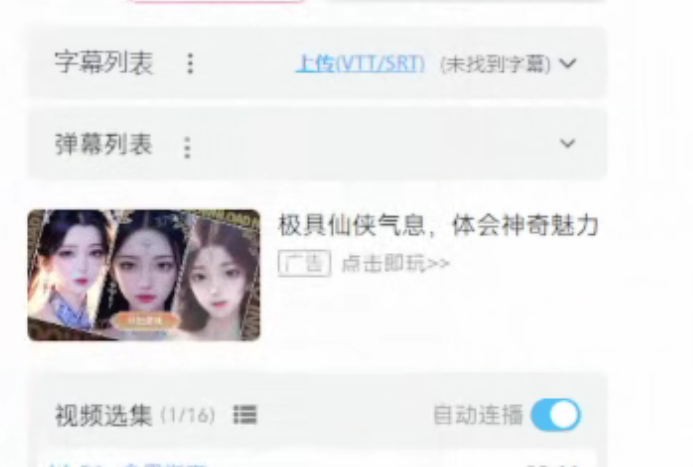 字幕列表 上传(VTT/SRT) (未找到字幕)
弹幕列表
极具仙侠气息，体会神奇魅力
广告 点击即玩>>
视频选集 (1/16) 自动连播